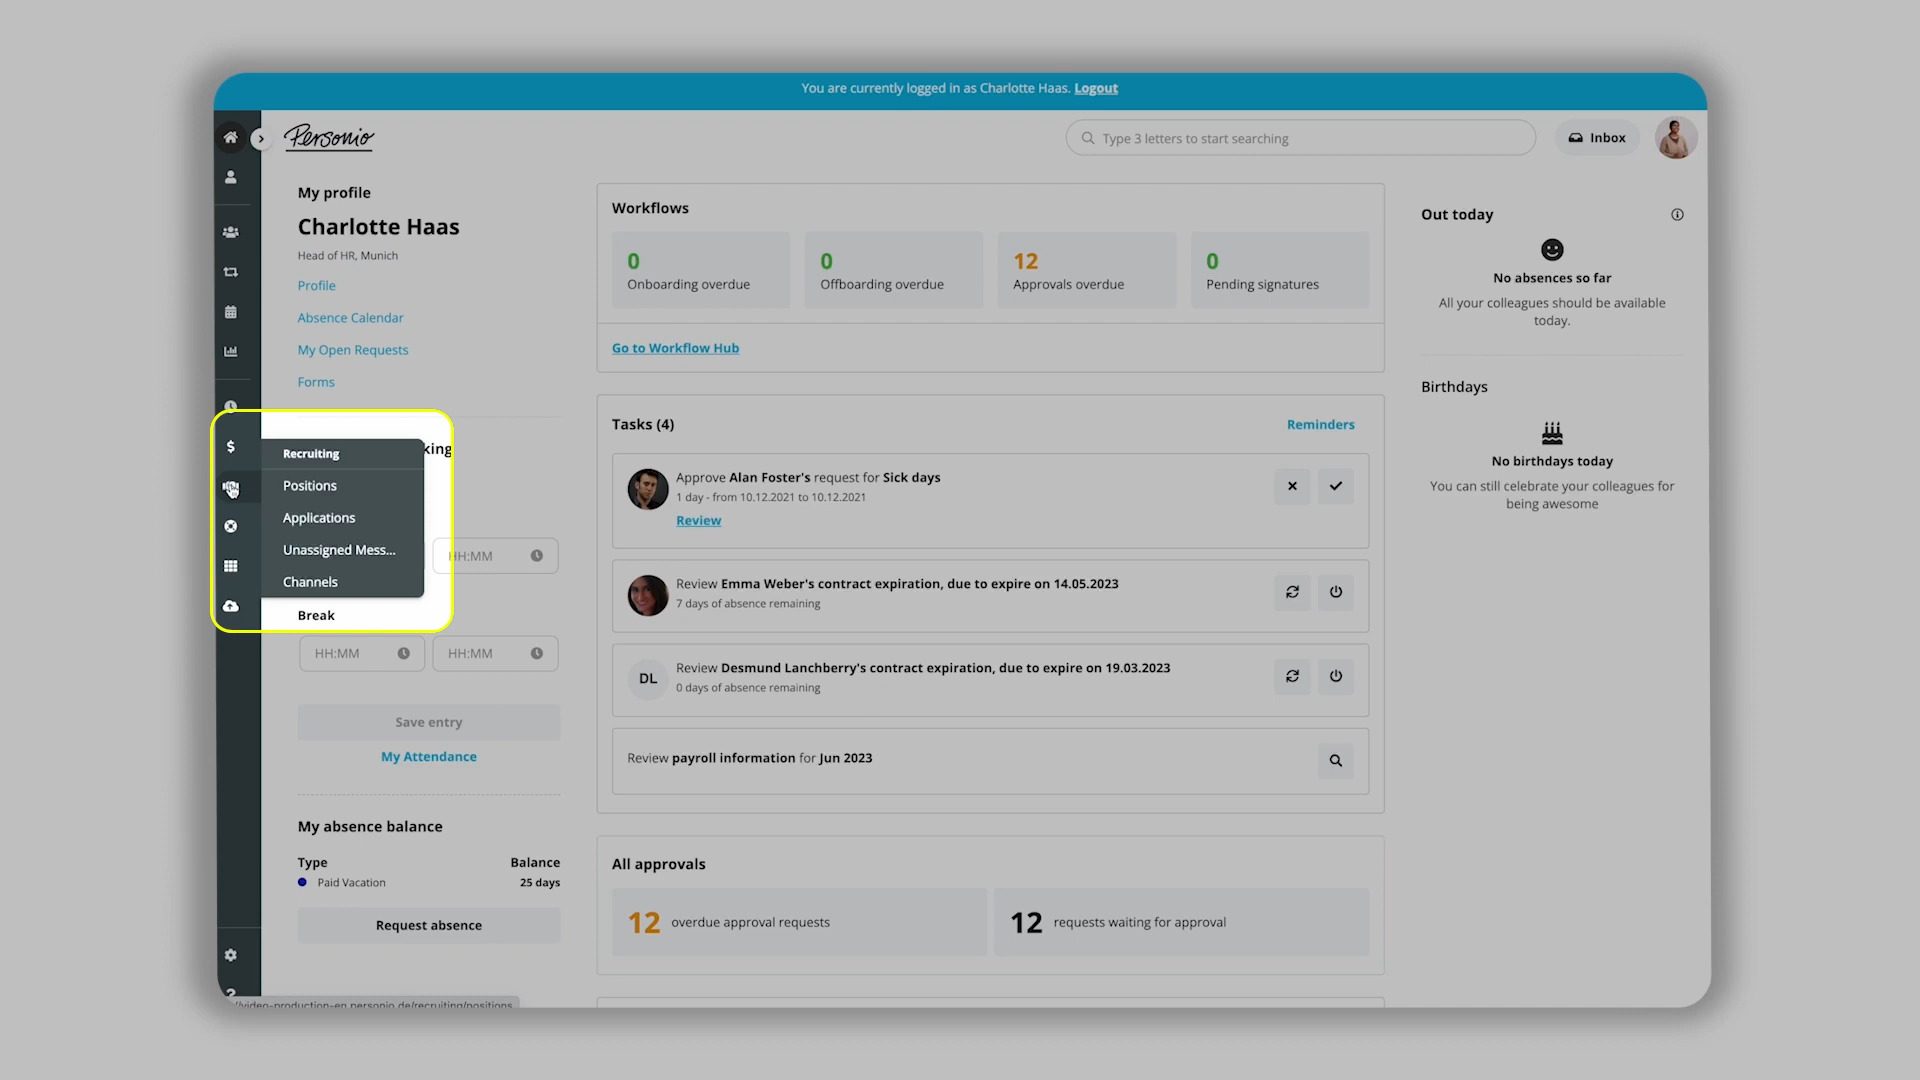 You are currently logged in as Charlotte Haas. Logout
Personio
Type 3 letters to start searching
Inbox
My profile
Charlotte Haas
Head of HR, Munich
Profile
Absence Calendar
My Open Requests
Forms
king
Recruiting
Positions
Applications
Unassigned Mess...
Channels
HH:MM
Break
HH:MM
HH:MM
Save entry
My Attendance
My absence balance
Type
Balance
Paid Vacation
25 days
Request absence
Workflows
0
Onboarding overdue
0
Offboarding overdue
12
Approvals overdue
0
Pending signatures
Go to Workflow Hub
Tasks (4)
Reminders
Approve Alan Foster's request for Sick days
1 day - from 10.12.2021 to 10.12.2021
Review
Review Emma Weber's contract expiration, due to expire on 14.05.2023
7 days of absence remaining
DL
Review Desmund Lanchberry's contract expiration, due to expire on 19.03.2023
0 days of absence remaining
Review payroll information for Jun 2023
All approvals
12 overdue approval requests
12 requests waiting for approval
Out today
No absences so far
All your colleagues should be available
today.
Birthdays
No birthdays today
You can still celebrate your colleagues for
being awesome
//video-production-en.personio.de/recruiting/positions